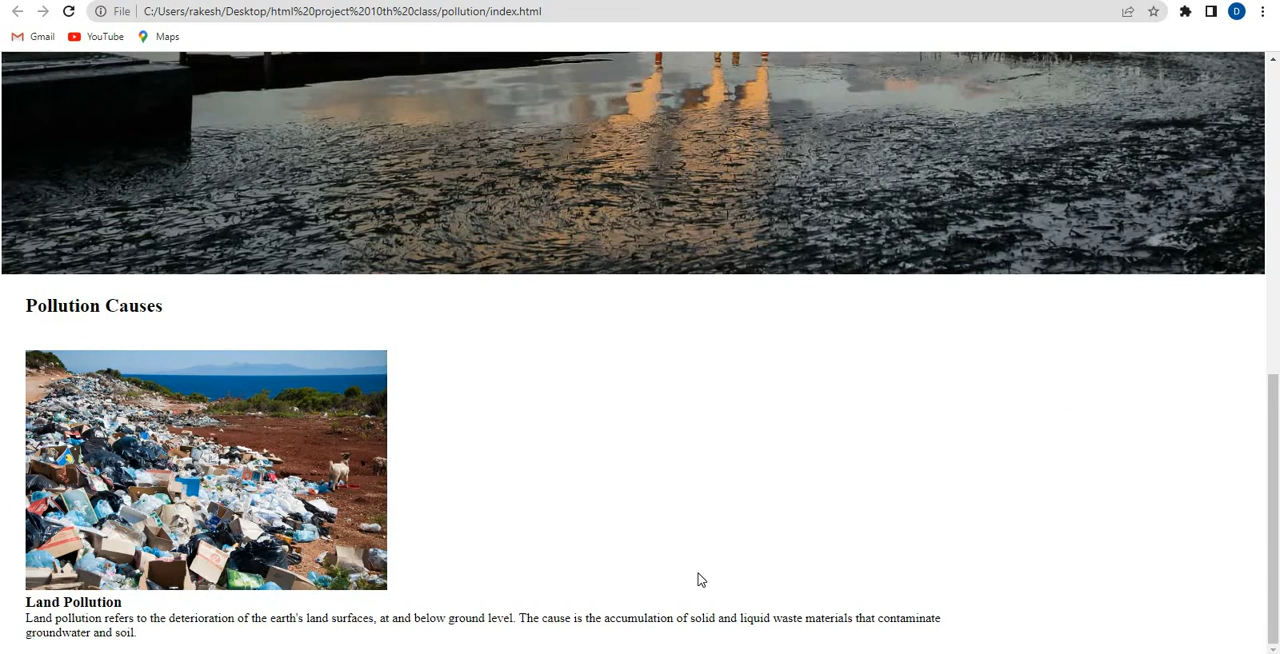 File
C:/Users/rakesh/Desktop/html%20project%2010th%20class/pollution/index.html
D
Gmail
YouTube
Maps
Pollution Causes
Land Pollution
Land pollution refers to the deterioration of the earth's land surfaces, at and below ground level. The cause is the accumulation of solid and liquid waste materials that contaminate
groundwater and soil.